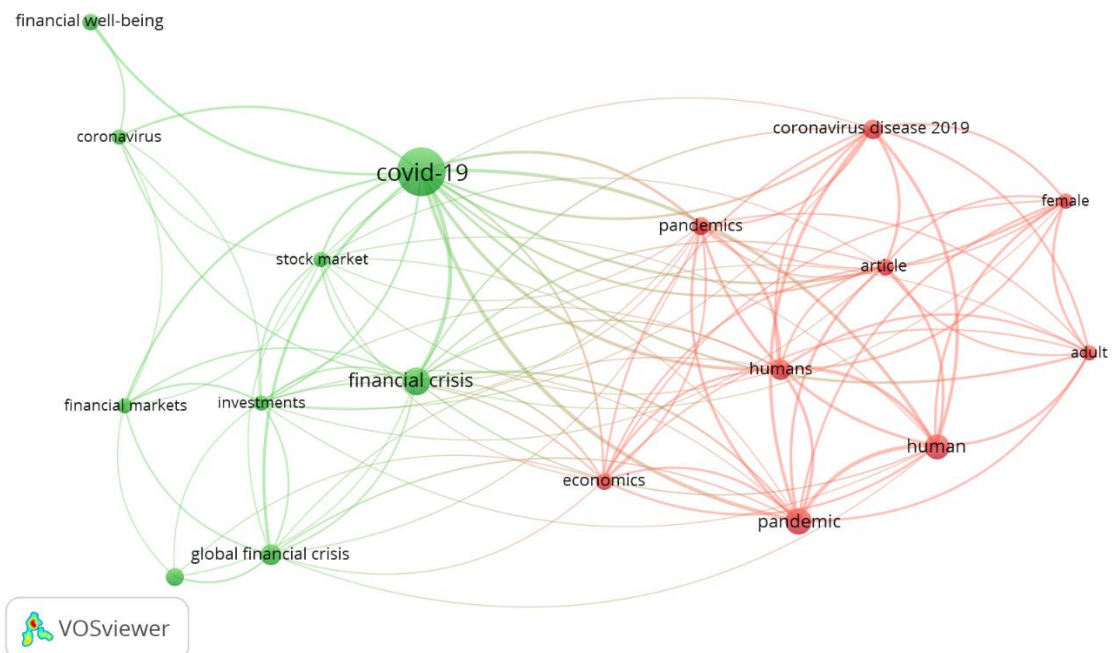 financial well-being
coronavirus
covid-19
coronavirus disease 2019
female
pandemics
stock market
article
adult
humans
financial crisis
financial markets
investments
human
economics
pandemic
global financial crisis
VOSviewer